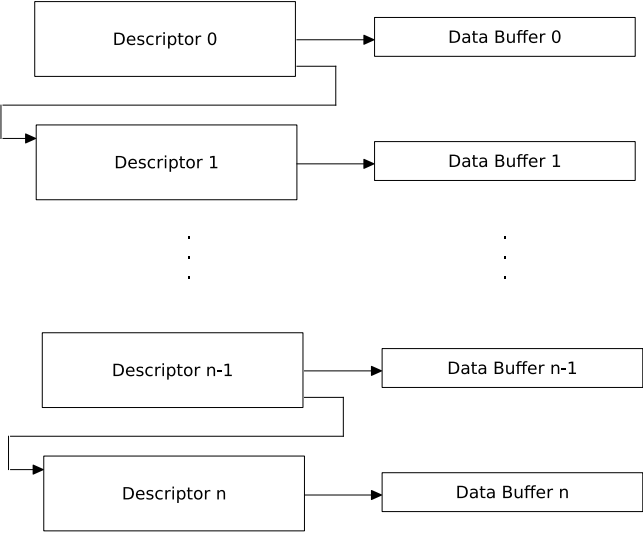 Descriptor 0
Data Buffer 0
Descriptor 1
Data Buffer 1
Descriptor n-1
Data Buffer n-1
Descriptor n
Data Buffer n